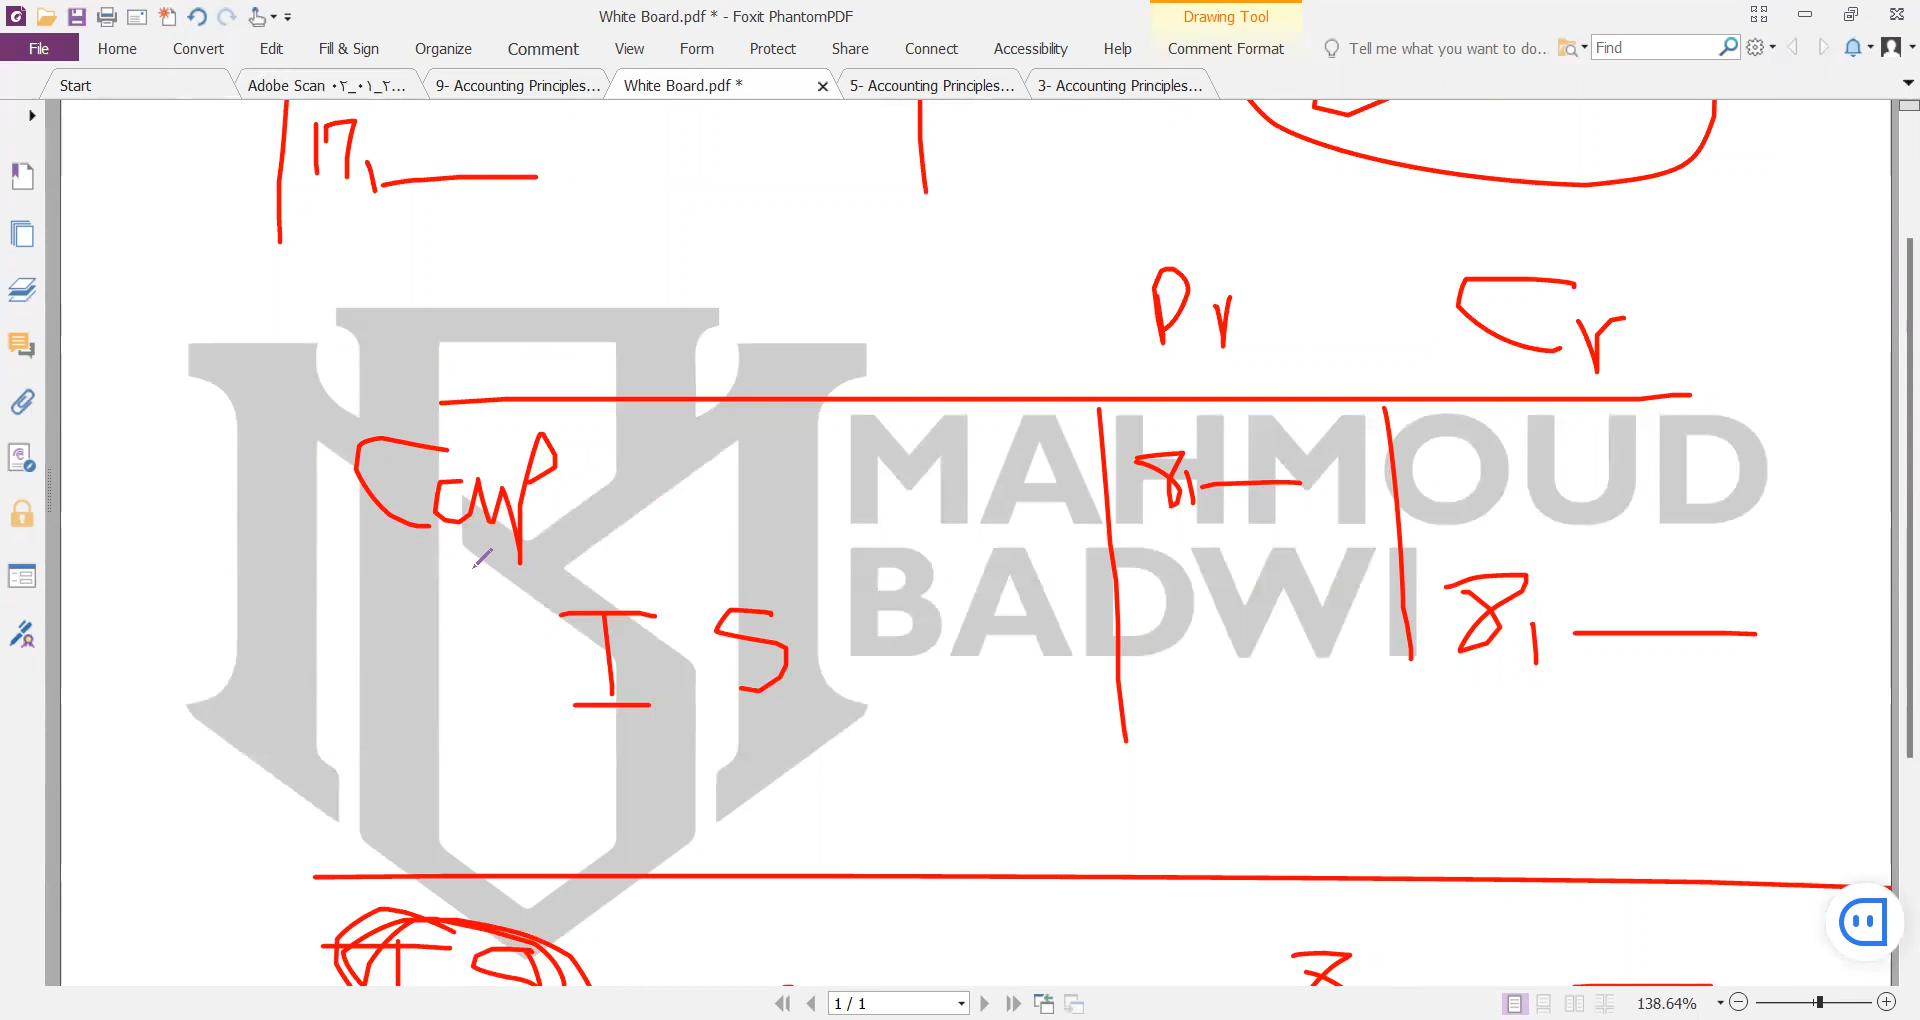 White Board.pdf * - Foxit PhantomPDF
Drawing Tool
File Home Convert Edit Fill & Sign Organize Comment View Form Protect Share Connect Accessibility Help Comment Format Tell me what you want to do.. Find
Start Adobe Scan ٠٢_٠١_٢... 9- Accounting Principles... White Board.pdf * 5- Accounting Principles... 3- Accounting Principles...
17,
Dr Cr
Comp 8,
MAHMOUD
BADWI
I S 8,
1 / 1
138.64%